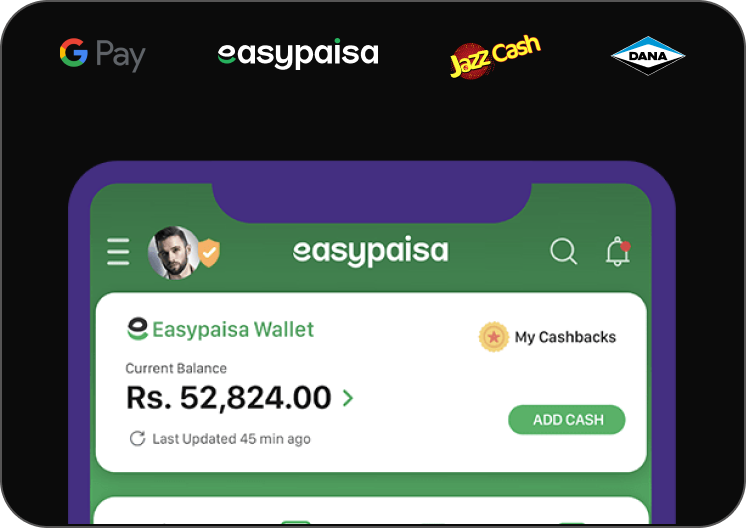 G Pay
easypaisa
Jazz Cash
DANA
easypaisa
Easypaisa Wallet
My Cashbacks
Current Balance
Rs. 52,824.00
ADD CASH
Last Updated 45 min ago